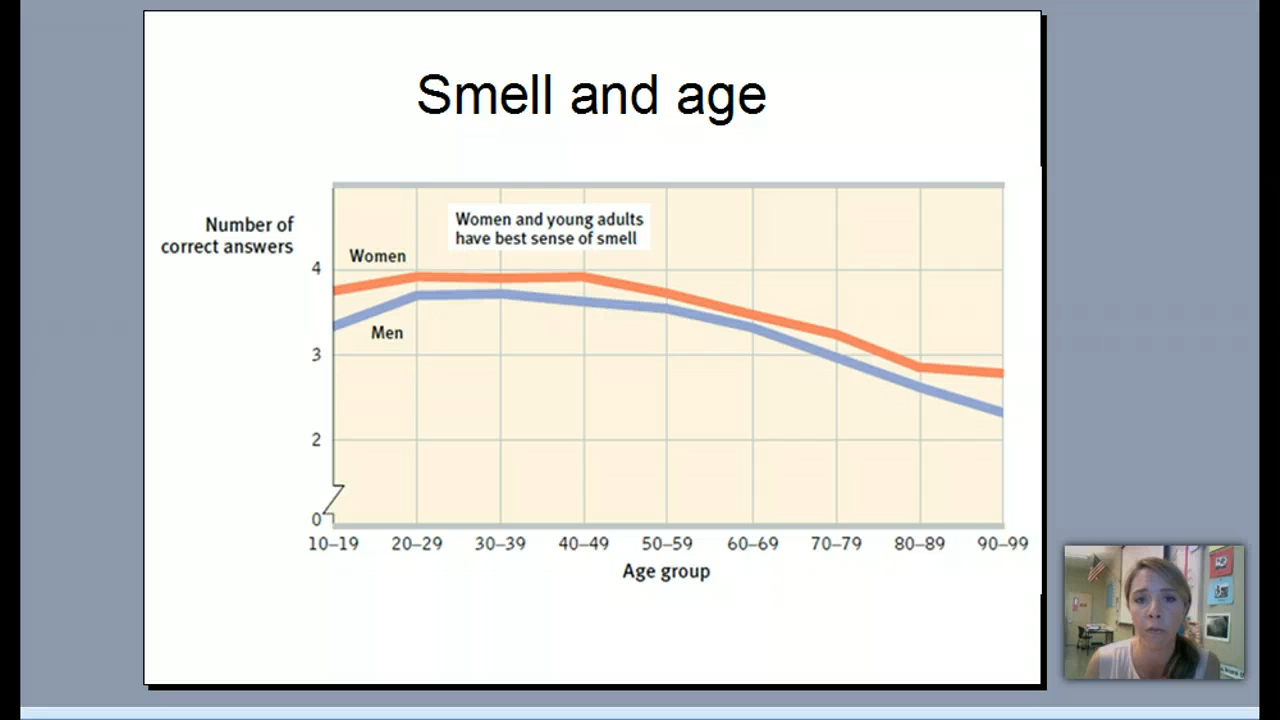 Smell and age
Number of
correct answers
Women and young adults
have best sense of smell
Women
Men
4
3
2
0
10–19 20–29 30–39 40–49 50–59 60–69 70–79 80–89 90–99
Age group